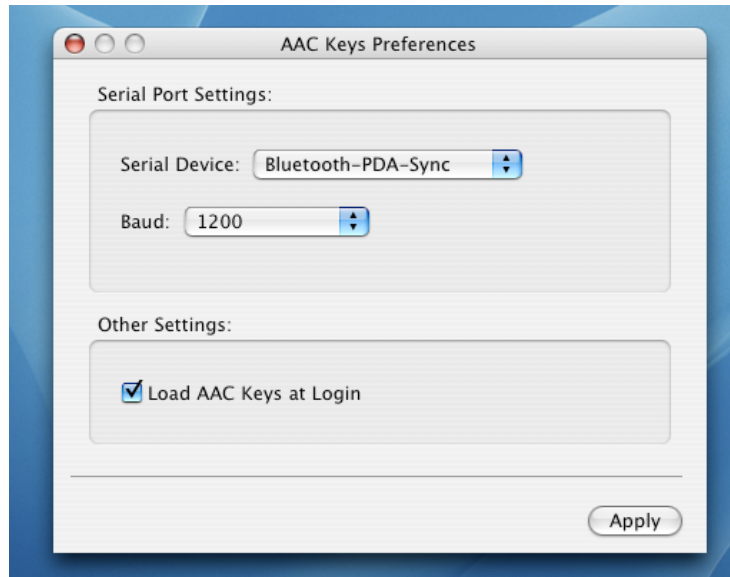 AAC Keys Preferences
Serial Port Settings:
Serial Device: Bluetooth-PDA-Sync
Baud: 1200
Other Settings:
Load AAC Keys at Login
Apply